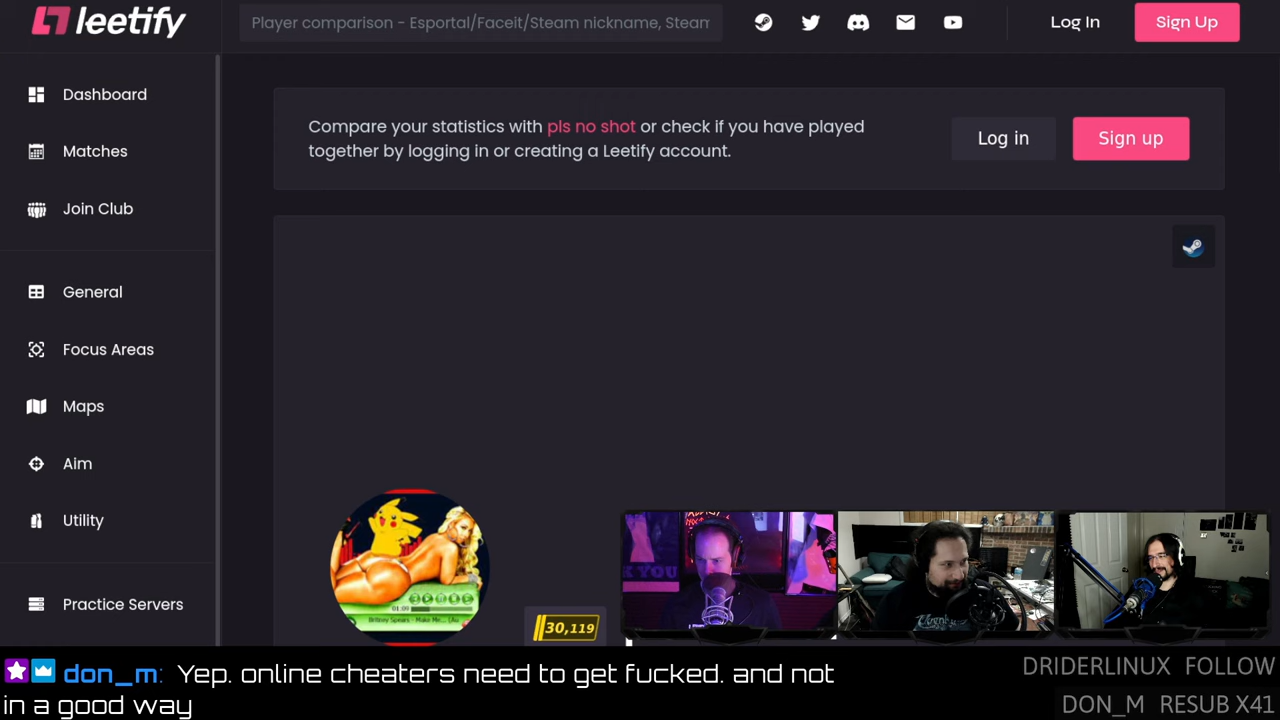 leetify
Player comparison - Esportal/Faceit/Steam nickname, Steam
Log In
Sign Up
Dashboard
Matches
Join Club
General
Focus Areas
Maps
Aim
Utility
Practice Servers
Compare your statistics with pls no shot or check if you have played
together by logging in or creating a Leetify account.
Log in
Sign up
01:09
30,119
don_m: Yep. online cheaters need to get fucked. and not
in a good way
DRIDERLINUX FOLLOW
DON_M RESUB X41